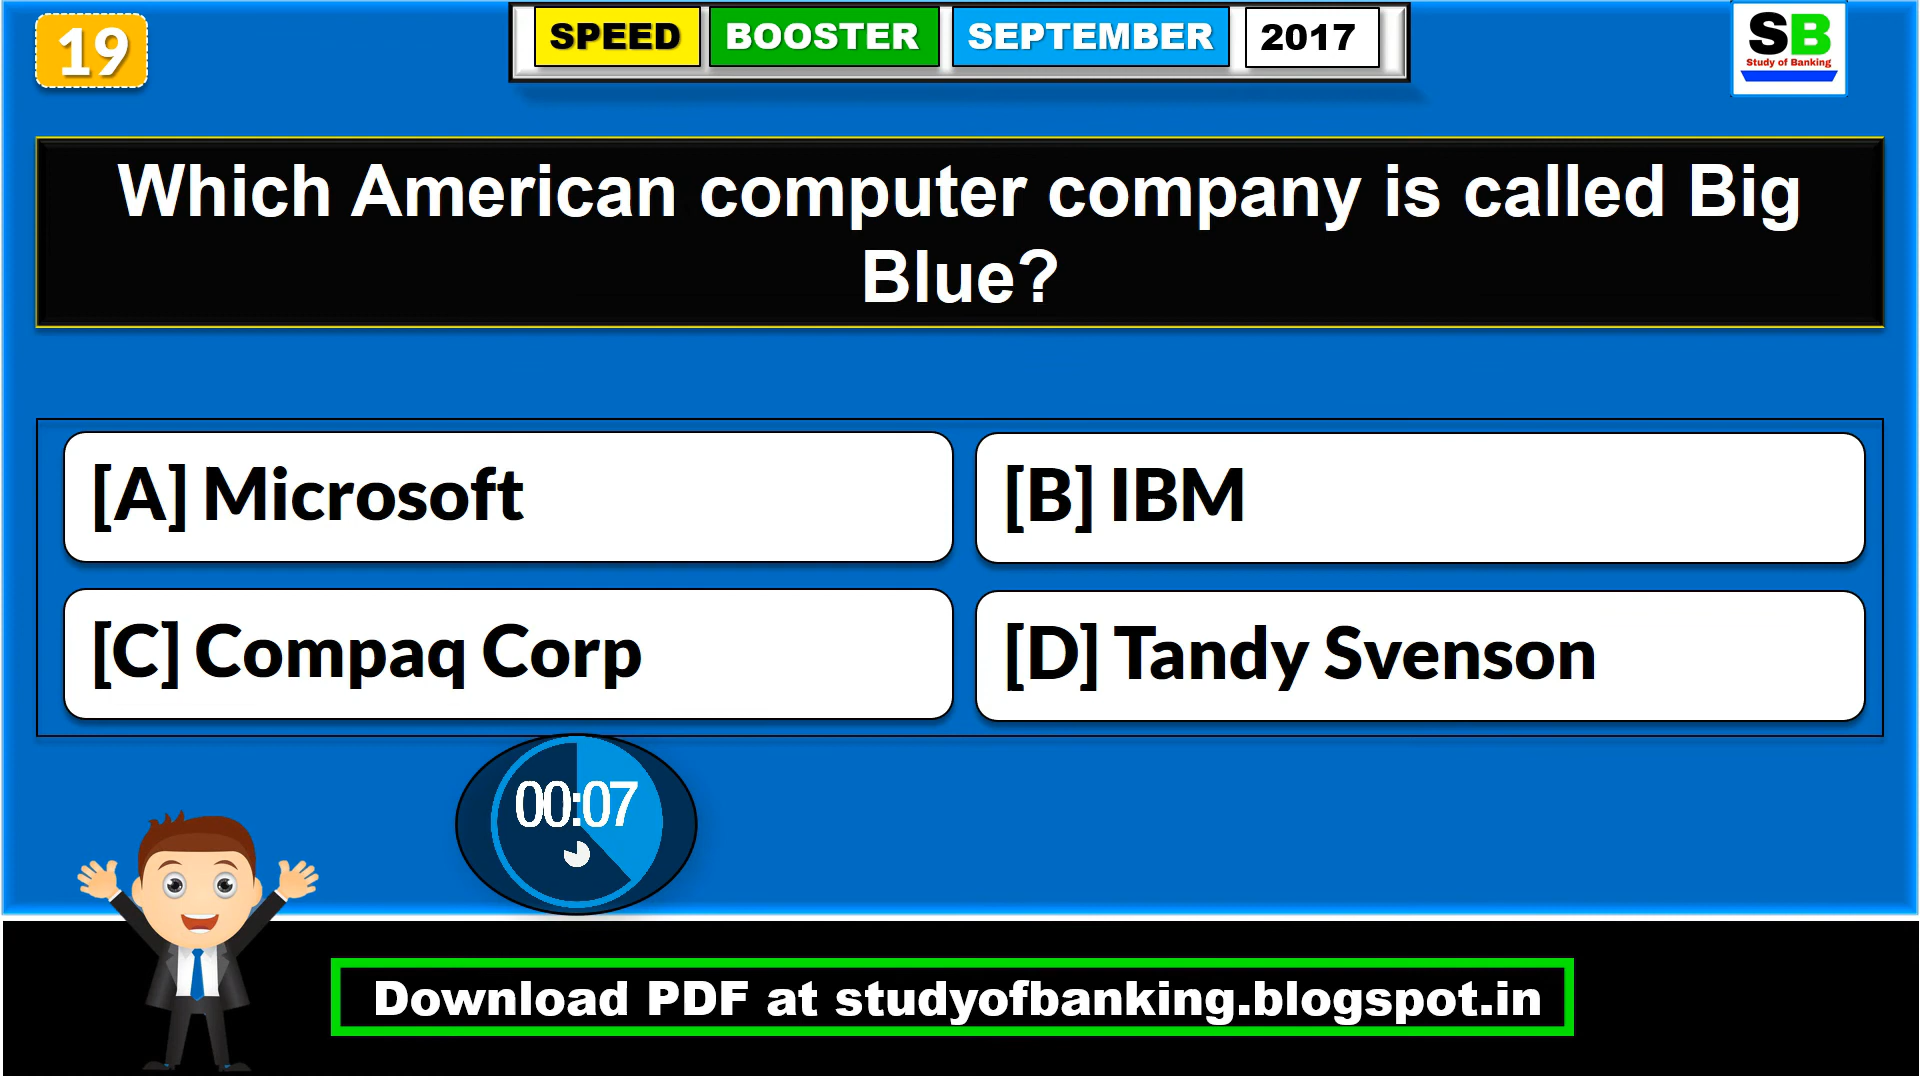 19
SPEED BOOSTER SEPTEMBER 2017
SB
Study of Banking
Which American computer company is called Big
Blue?
[A] Microsoft
[B] IBM
[C] Compaq Corp
[D] Tandy Svenson
00:07
Download PDF at studyofbanking.blogspot.in